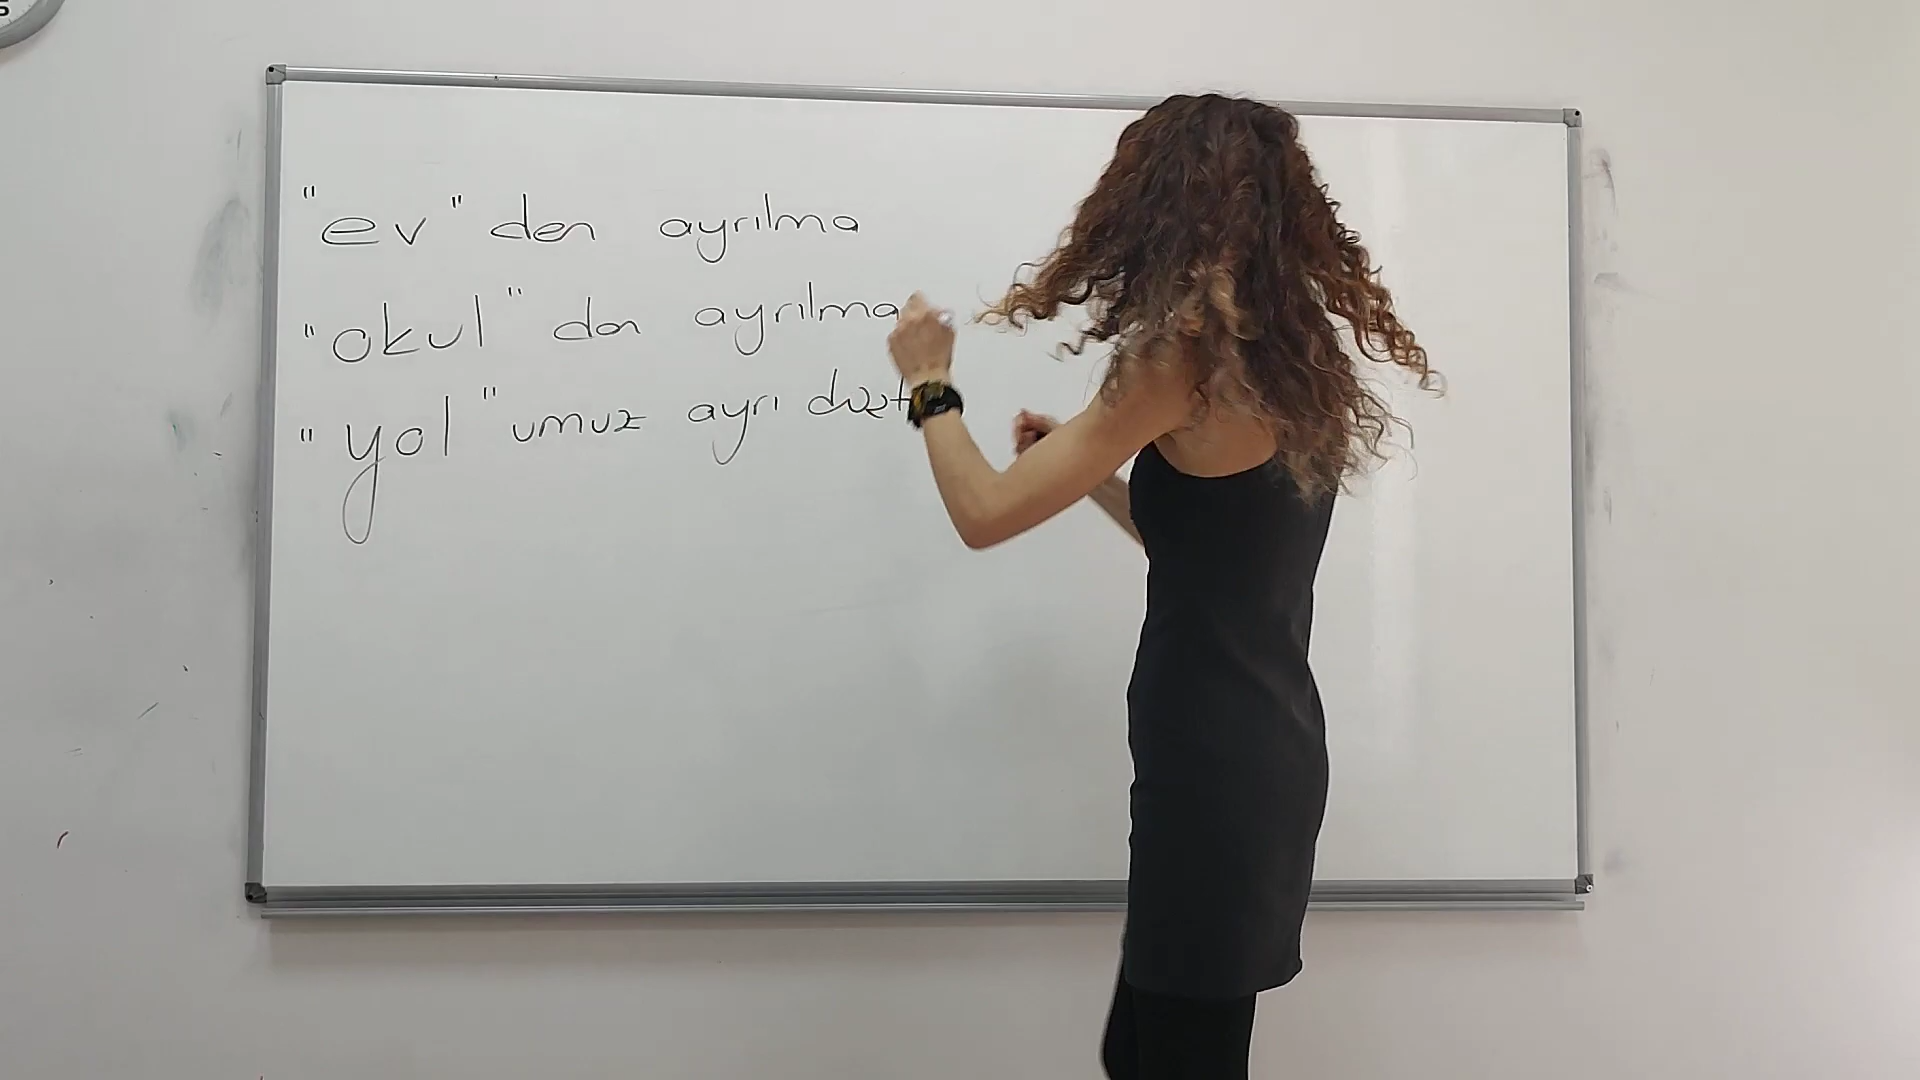 "ev" den ayrılma
"okul" dan ayrılma
"yol" umuz ayrı